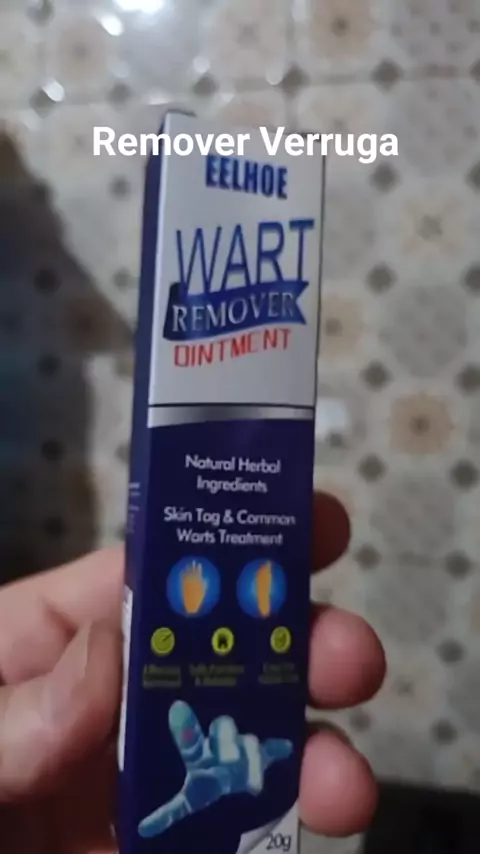 Remover Verruga
EELHOE
WART
REMOVER
OINTMENT
Natural Herbal
Ingredients
Skin Tag & Common
Warts Treatment
20g